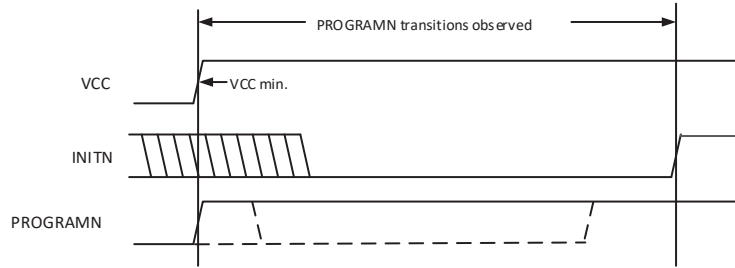 PROGRAMN transitions observed
VCC
VCC min.
INITN
PROGRAMN